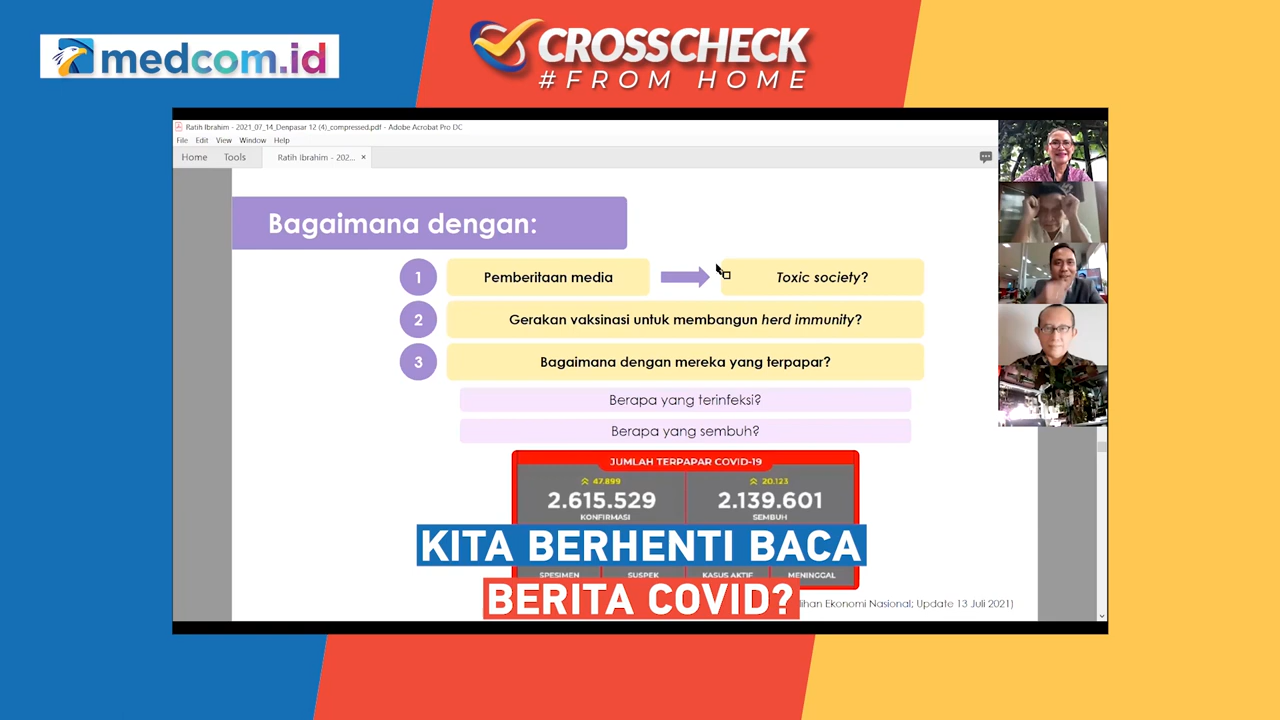 medcom.id
CROSSCHECK
#FROM HOME
Ratih Ibrahim - 2021_07_14_Denpasar 12 (4)_compressed.pdf - Adobe Acrobat Pro DC
File Edit View Window Help
Home Tools Ratih Ibrahim - 202... ×
Bagaimana dengan:
1 Pemberitaan media Toxic society?
2 Gerakan vaksinasi untuk membangun herd immunity?
3 Bagaimana dengan mereka yang terpapar?
Berapa yang terinfeksi?
Berapa yang sembuh?
JUMLAH TERPAPAR COVID-19
47.899 20.123
2.615.529 2.139.601
KONFIRMASI SEMBUH
KITA BERHENTI BACA
SPESIMEN SUSPEK KASUS AKTIF MENINGGAL
BERITA COVID?
lihan Ekonomi Nasional; Update 13 Juli 2021)